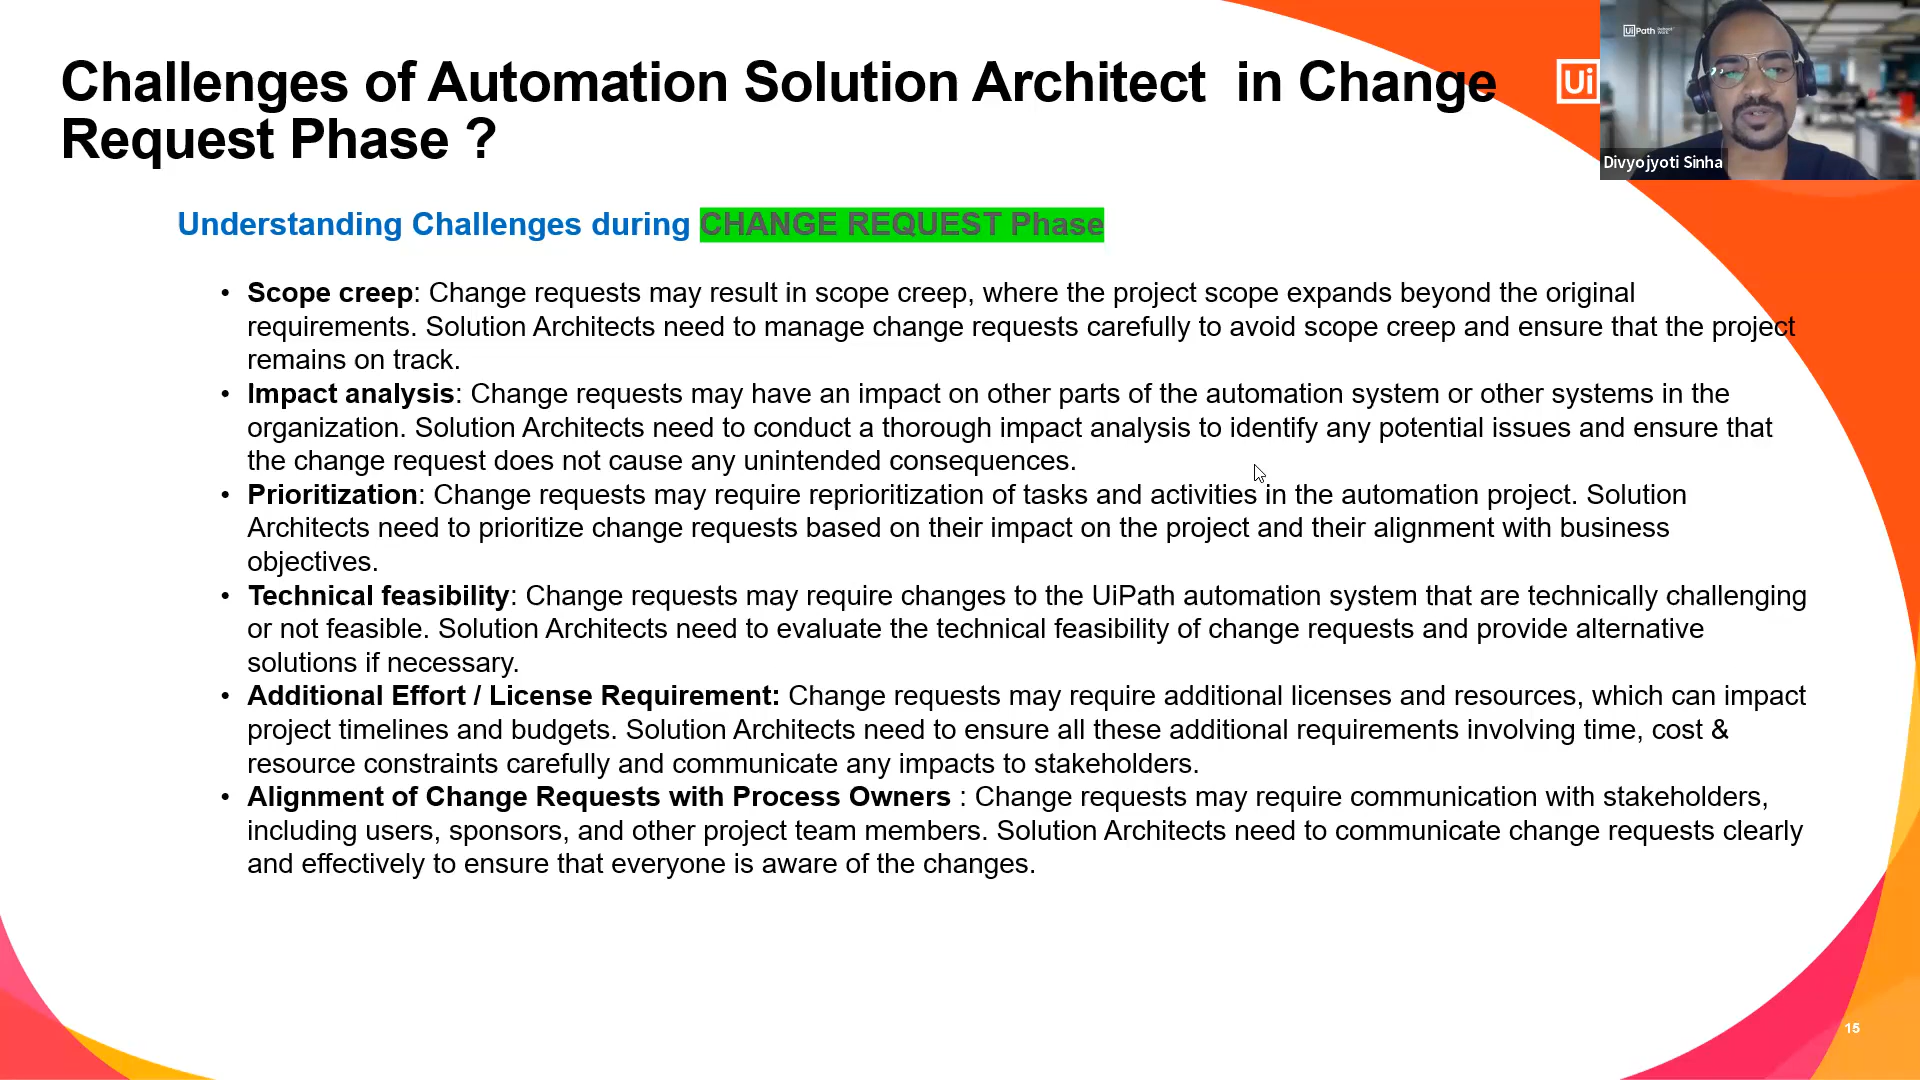 Challenges of Automation Solution Architect in Change
Request Phase ?
Ui
UiPath
Divyojyoti Sinha
Understanding Challenges during CHANGE REQUEST Phase
• Scope creep: Change requests may result in scope creep, where the project scope expands beyond the original
requirements. Solution Architects need to manage change requests carefully to avoid scope creep and ensure that the project
remains on track.
• Impact analysis: Change requests may have an impact on other parts of the automation system or other systems in the
organization. Solution Architects need to conduct a thorough impact analysis to identify any potential issues and ensure that
the change request does not cause any unintended consequences.
• Prioritization: Change requests may require reprioritization of tasks and activities in the automation project. Solution
Architects need to prioritize change requests based on their impact on the project and their alignment with business
objectives.
• Technical feasibility: Change requests may require changes to the UiPath automation system that are technically challenging
or not feasible. Solution Architects need to evaluate the technical feasibility of change requests and provide alternative
solutions if necessary.
• Additional Effort / License Requirement: Change requests may require additional licenses and resources, which can impact
project timelines and budgets. Solution Architects need to ensure all these additional requirements involving time, cost &
resource constraints carefully and communicate any impacts to stakeholders.
• Alignment of Change Requests with Process Owners : Change requests may require communication with stakeholders,
including users, sponsors, and other project team members. Solution Architects need to communicate change requests clearly
and effectively to ensure that everyone is aware of the changes.
15